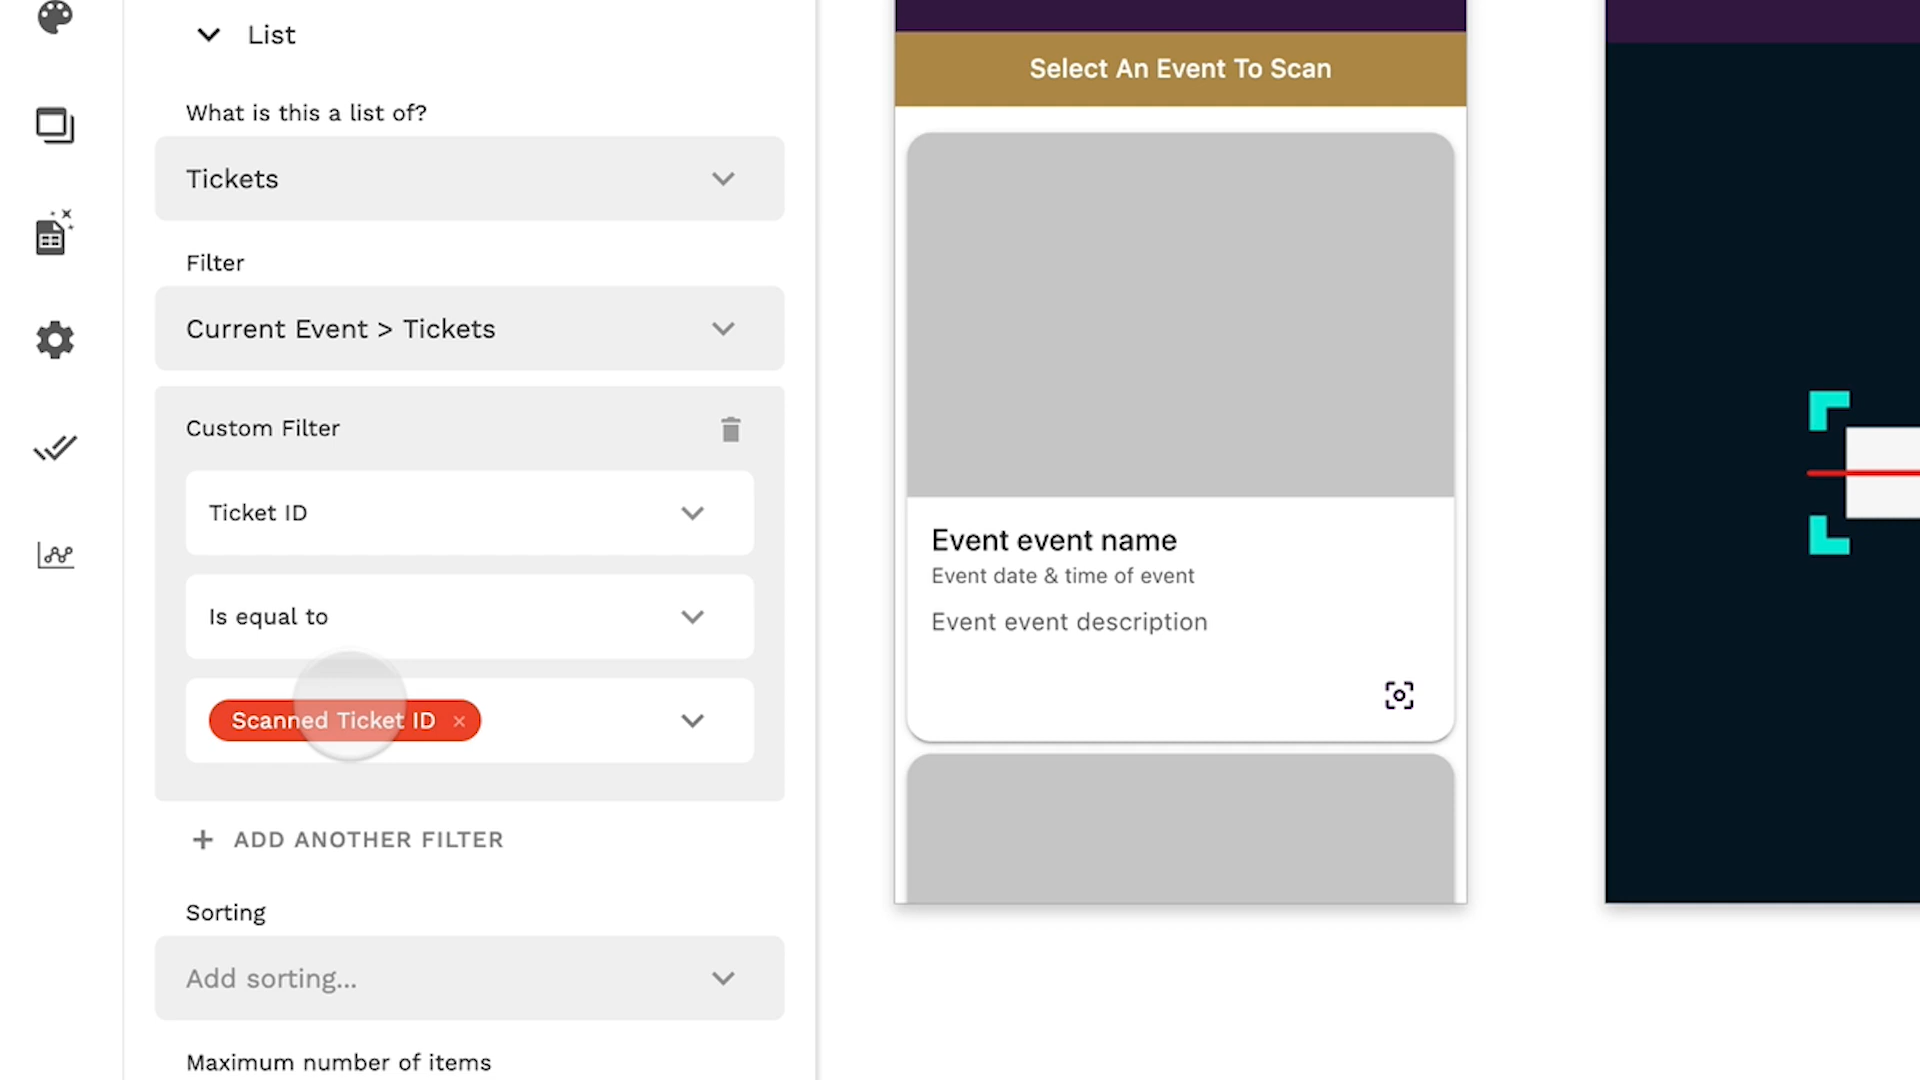 List
What is this a list of?
Tickets
Filter
Current Event > Tickets
Custom Filter
Ticket ID
Is equal to
Scanned Ticket ID ×
+ ADD ANOTHER FILTER
Sorting
Add sorting...
Maximum number of items
Select An Event To Scan
Event event name
Event date & time of event
Event event description